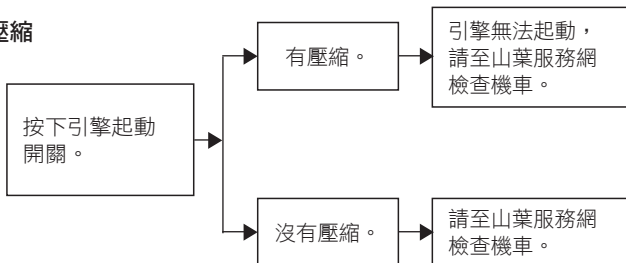 壓縮
按下引擎起動
開關。
有壓縮。
引擎無法起動，
請至山葉服務網
檢查機車。
沒有壓縮。
請至山葉服務網
檢查機車。